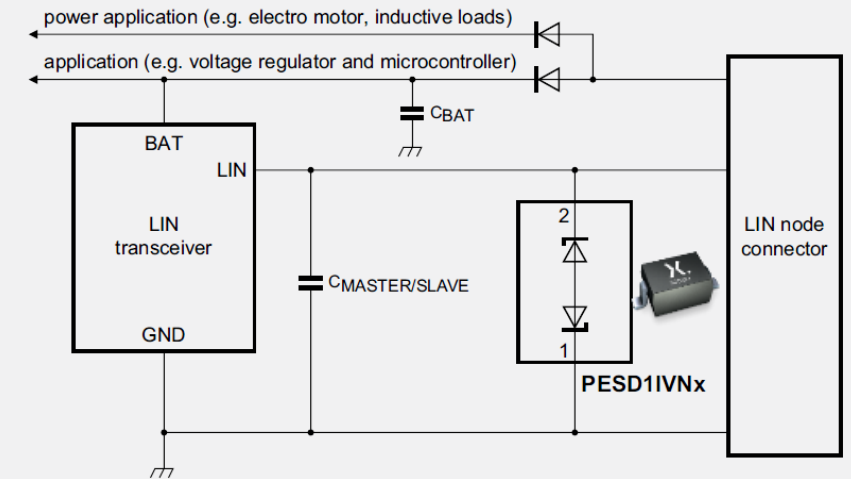 power application (e.g. electro motor, inductive loads)
application (e.g. voltage regulator and microcontroller)
CBAT
BAT
LIN
LIN
transceiver
GND
CMASTER/SLAVE
2
1
PESD1IVNx
LIN node
connector